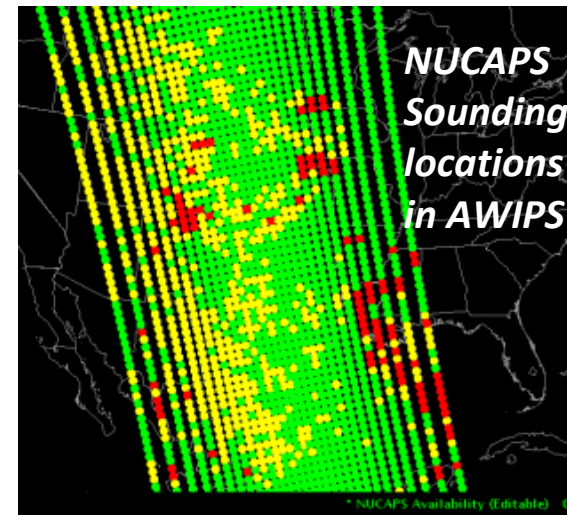 NUCAPS
Sounding
locations
in AWIPS
* NUCAPS Availability (Editable)